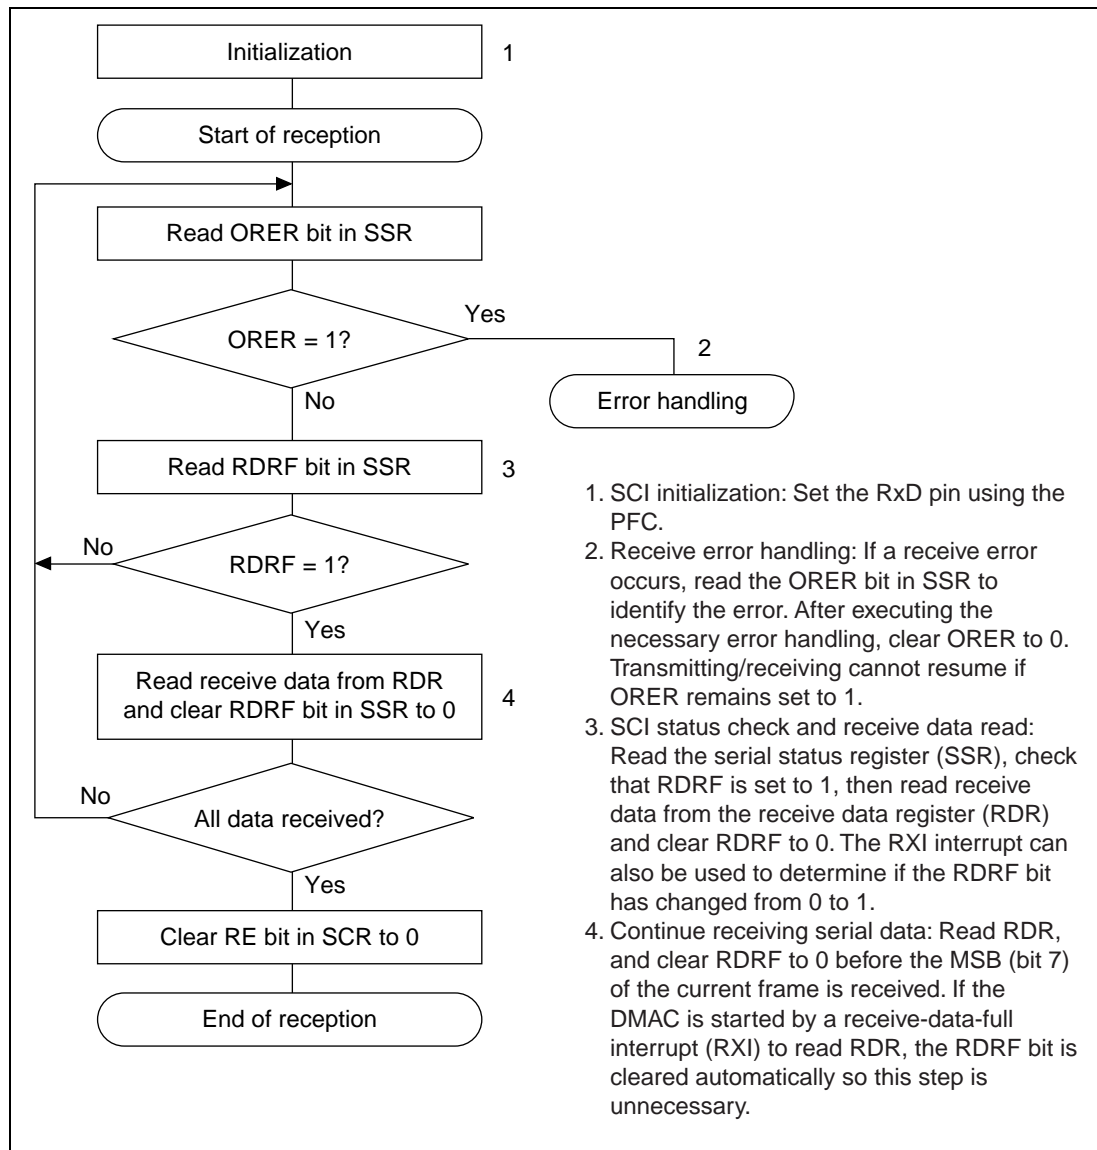 Initialization
1
Start of reception
Read ORER bit in SSR
Yes
ORER = 1?
2
No
Error handling
Read RDRF bit in SSR
3
No
RDRF = 1?
Yes
Read receive data from RDR
and clear RDRF bit in SSR to 0
4
No
All data received?
Yes
Clear RE bit in SCR to 0
End of reception
1. SCI initialization: Set the RxD pin using the
PFC.
2. Receive error handling: If a receive error
occurs, read the ORER bit in SSR to
identify the error. After executing the
necessary error handling, clear ORER to 0.
Transmitting/receiving cannot resume if
ORER remains set to 1.
3. SCI status check and receive data read:
Read the serial status register (SSR), check
that RDRF is set to 1, then read receive
data from the receive data register (RDR)
and clear RDRF to 0. The RXI interrupt can
also be used to determine if the RDRF bit
has changed from 0 to 1.
4. Continue receiving serial data: Read RDR,
and clear RDRF to 0 before the MSB (bit 7)
of the current frame is received. If the
DMAC is started by a receive-data-full
interrupt (RXI) to read RDR, the RDRF bit is
cleared automatically so this step is
unnecessary.